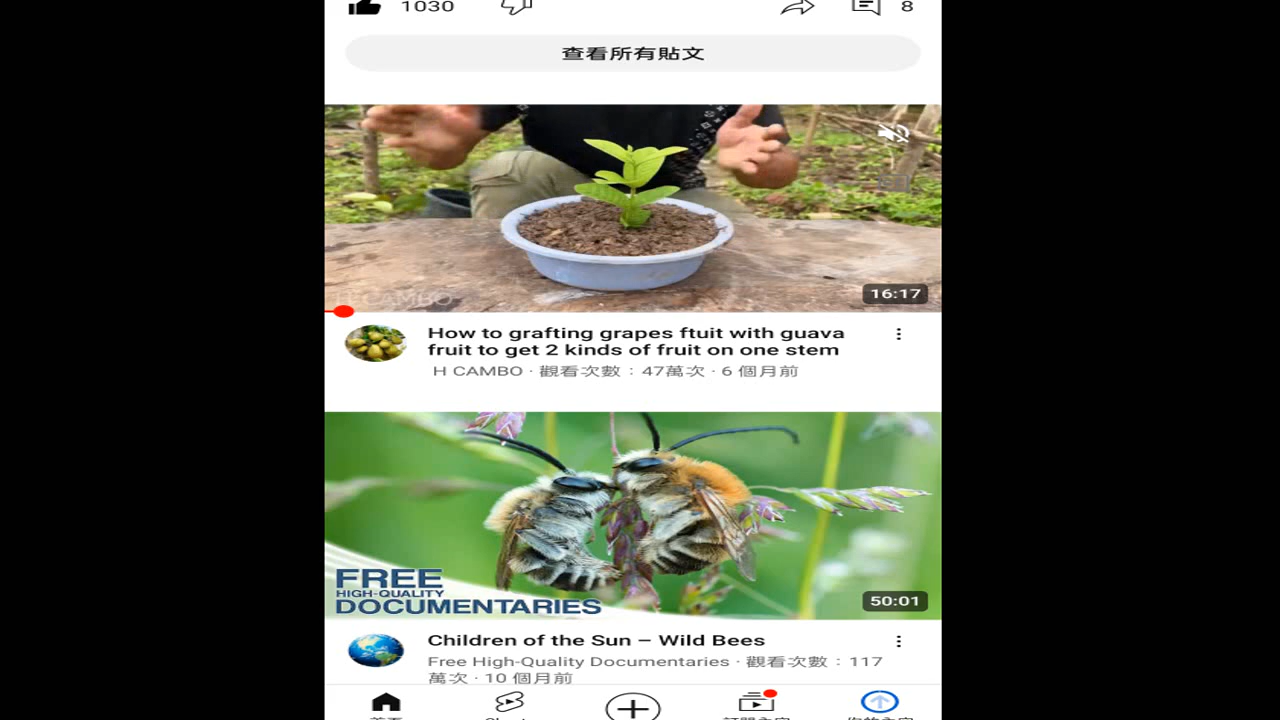 1030
8
查看所有貼文
H CAMBO
16:17
How to grafting grapes ftuit with guava
fruit to get 2 kinds of fruit on one stem
H CAMBO · 觀看次數：47萬次 · 6 個月前
FREE
HIGH-QUALITY
DOCUMENTARIES
50:01
Children of the Sun – Wild Bees
Free High-Quality Documentaries · 觀看次數：117
萬次 · 10 個月前